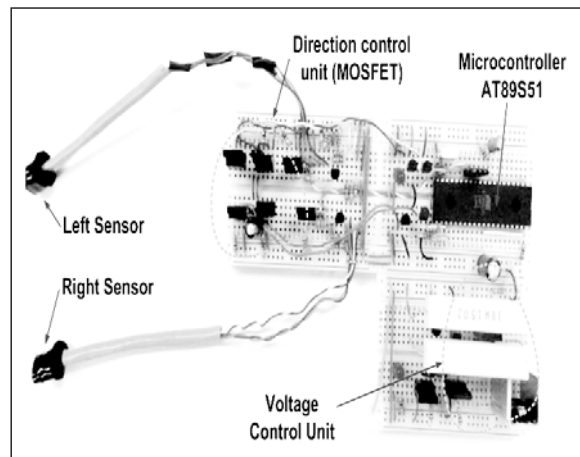 Direction control
unit (MOSFET)
Microcontroller
AT89S51
Left Sensor
Right Sensor
Voltage
Control Unit